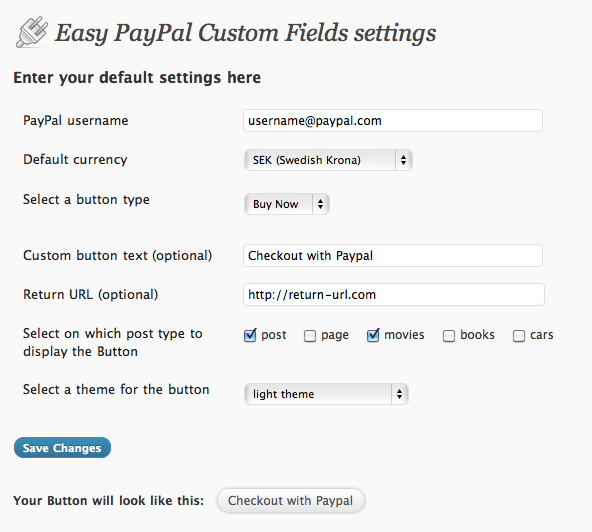 Easy PayPal Custom Fields settings
Enter your default settings here
PayPal username username@paypal.com
Default currency SEK (Swedish Krona)
Select a button type Buy Now
Custom button text (optional) Checkout with Paypal
Return URL (optional) http://return-url.com
Select on which post type to post page movies books cars
display the Button
Select a theme for the button light theme
Save Changes
Your Button will look like this: Checkout with Paypal